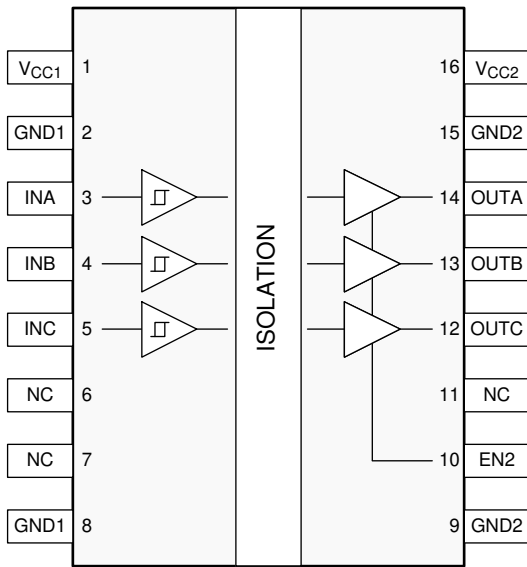 VCC1 1 16 VCC2
GND1 2 15 GND2
INA 3 14 OUTA
INB 4 13 OUTB
INC 5 12 OUTC
NC 6 11 NC
NC 7 10 EN2
GND1 8 9 GND2
ISOLATION